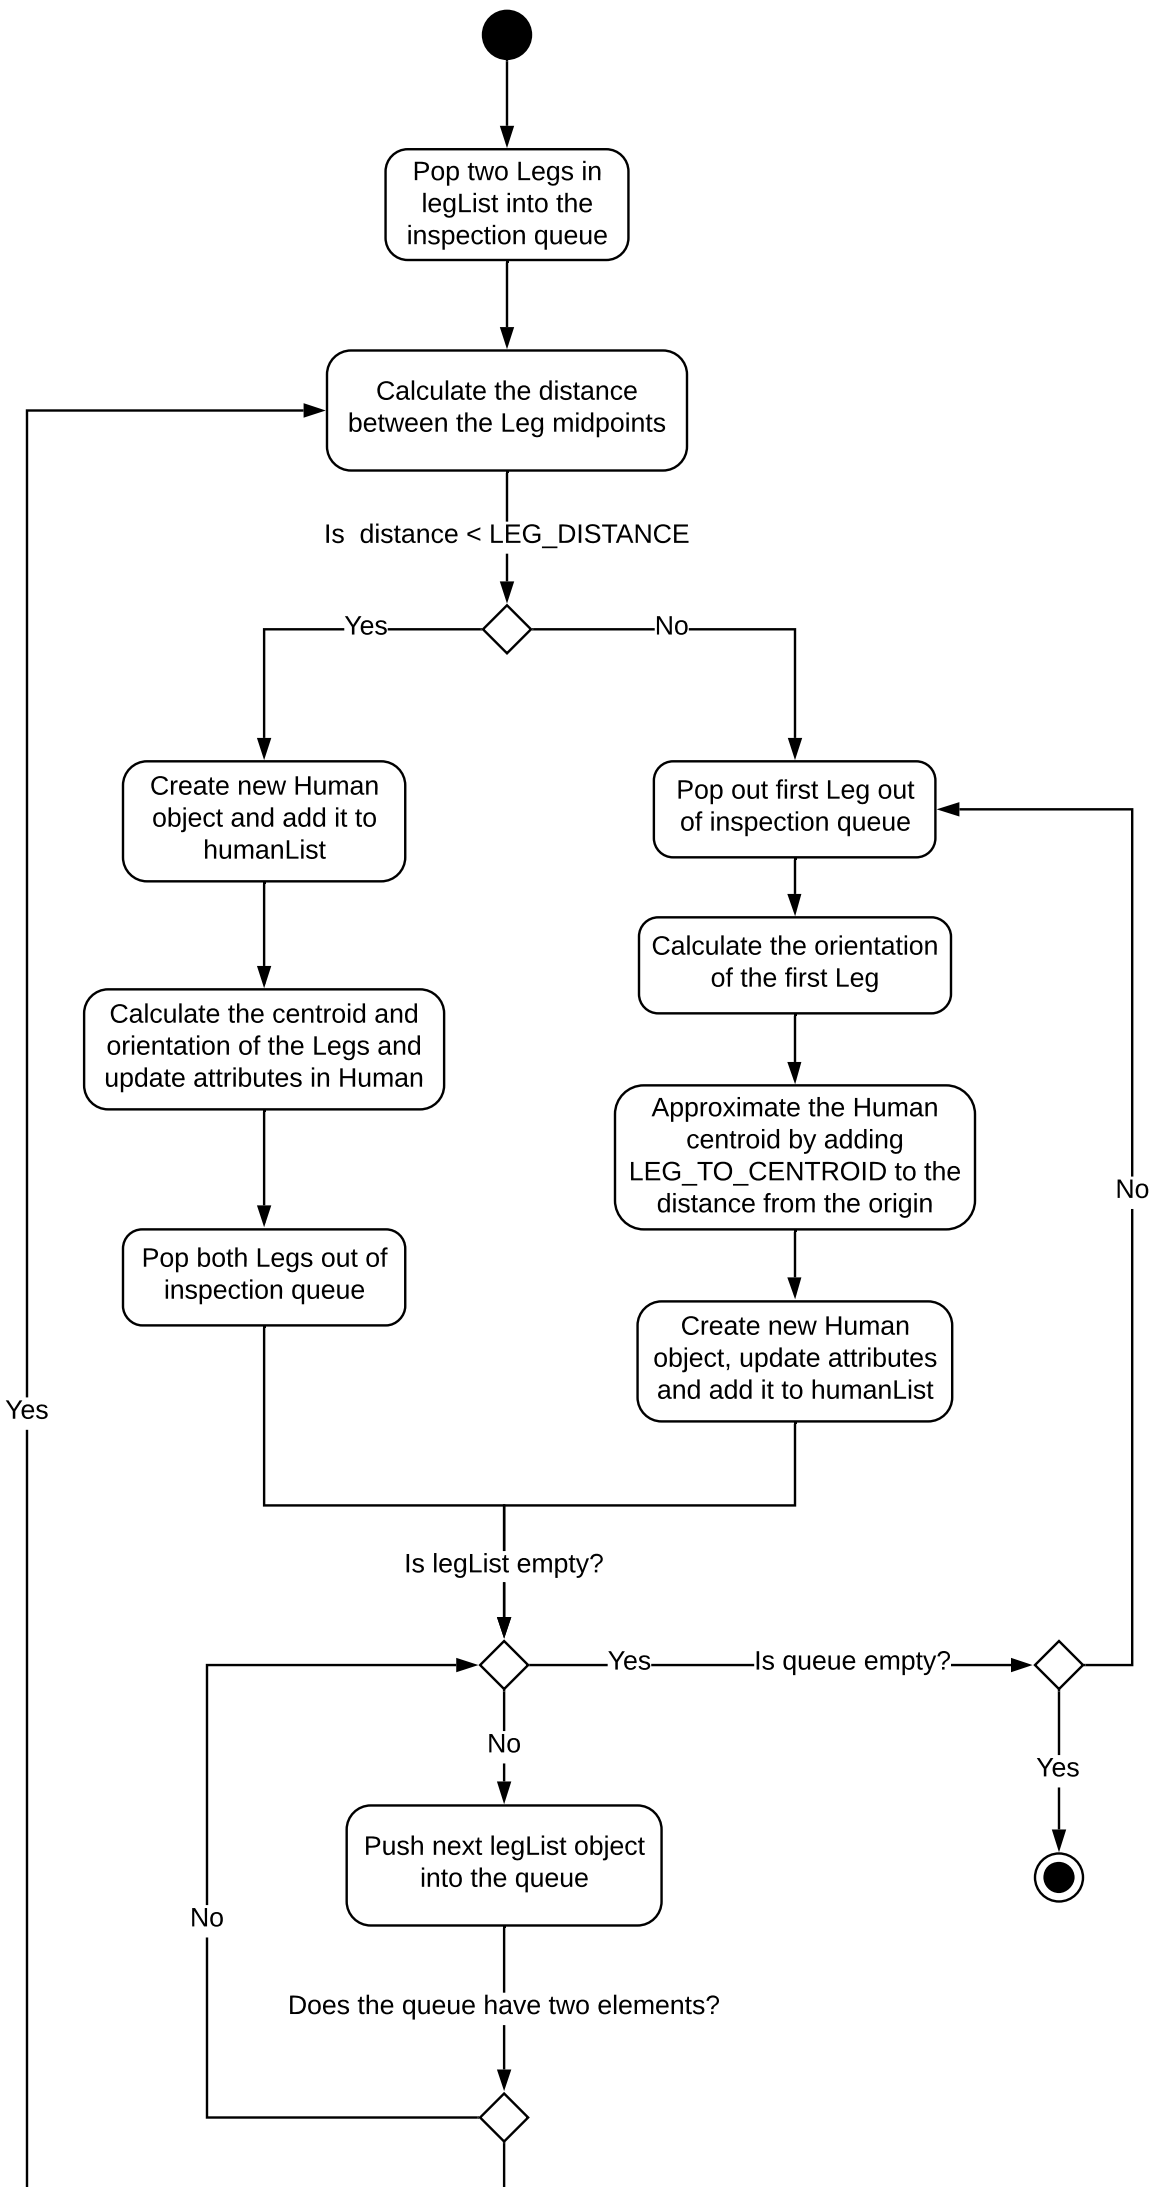 Pop two Legs in
legList into the
inspection queue
Calculate the distance
between the Leg midpoints
Is  distance < LEG_DISTANCE
Yes
No
Create new Human
object and add it to
humanList
Pop out first Leg out
of inspection queue
Calculate the orientation
of the first Leg
Calculate the centroid and
orientation of the Legs and
update attributes in Human
Approximate the Human
centroid by adding
LEG_TO_CENTROID to the
distance from the origin
No
Pop both Legs out of
inspection queue
Create new Human
object, update attributes
and add it to humanList
Yes
Is legList empty?
Yes
Is queue empty?
No
Yes
Push next legList object
into the queue
No
Does the queue have two elements?